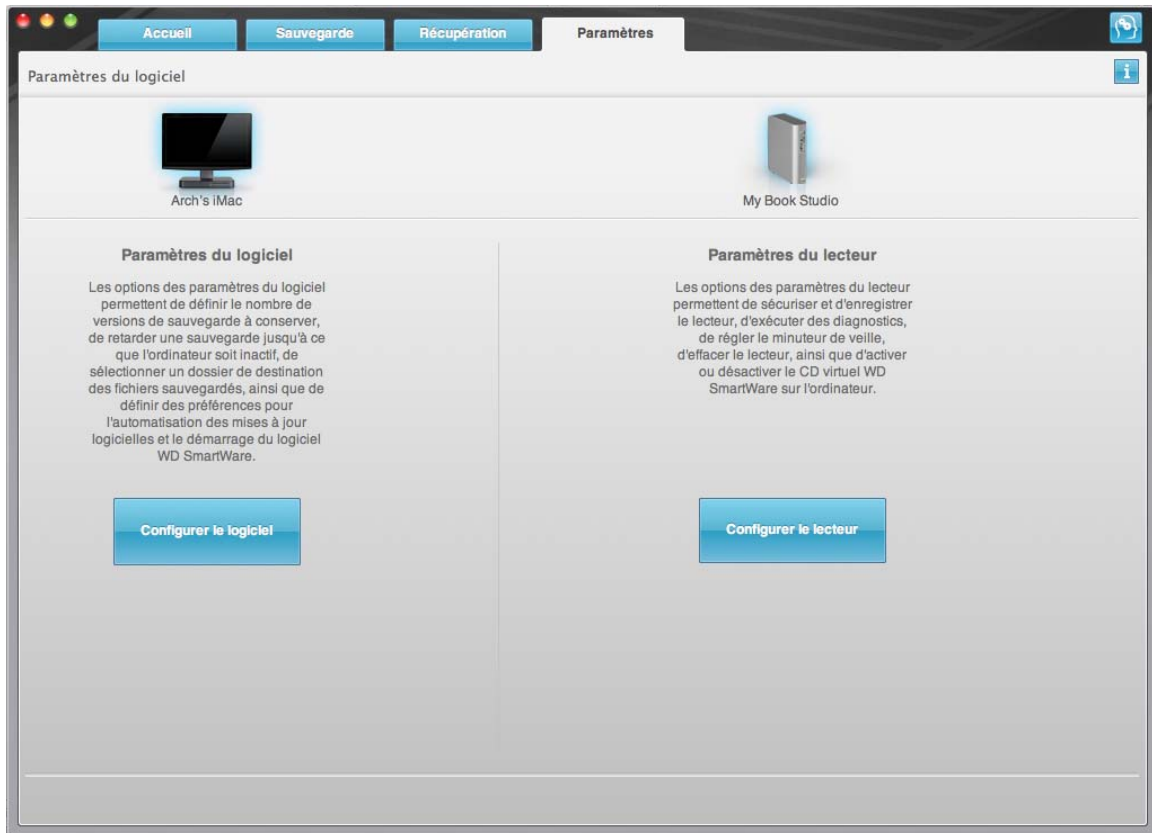 Accueil
Sauvegarde
Récupération
Paramètres
Paramètres du logiciel
i
Arch's iMac
My Book Studio
Paramètres du logiciel
Les options des paramètres du logiciel
permettent de définir le nombre de
versions de sauvegarde à conserver,
de retarder une sauvegarde jusqu'à ce
que l'ordinateur soit inactif, de
sélectionner un dossier de destination
des fichiers sauvegardés, ainsi que de
définir des préférences pour
l'automatisation des mises à jour
logicielles et le démarrage du logiciel
WD SmartWare.
Configurer le logiciel
Paramètres du lecteur
Les options des paramètres du lecteur
permettent de sécuriser et d'enregistrer
le lecteur, d'exécuter des diagnostics,
de régler le minuteur de veille,
d'effacer le lecteur, ainsi que d'activer
ou désactiver le CD virtuel WD
SmartWare sur l'ordinateur.
Configurer le lecteur